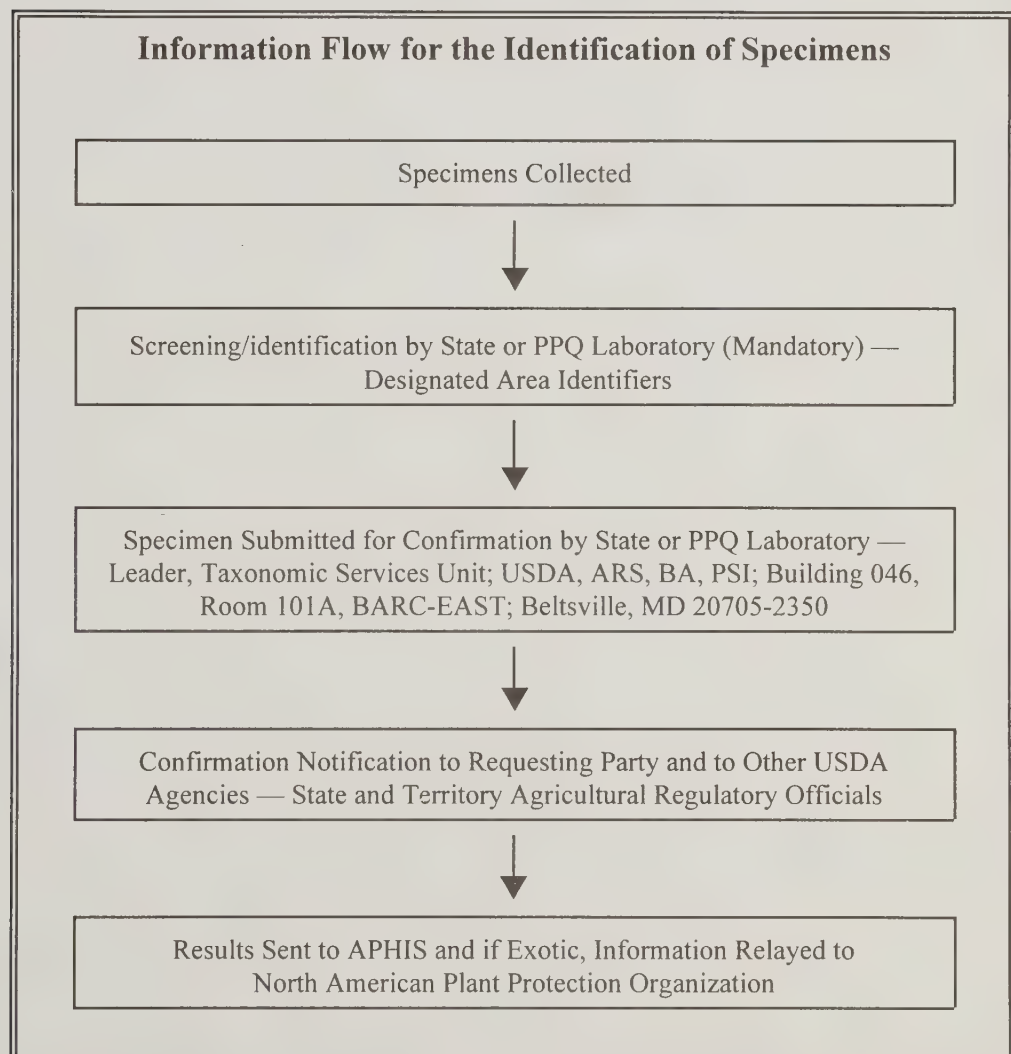 Information Flow for the Identification of Specimens
Specimens Collected
Screening/identification by State or PPQ Laboratory (Mandatory) —
Designated Area Identifiers
Specimen Submitted for Confirmation by State or PPQ Laboratory —
Leader, Taxonomic Services Unit; USDA, ARS, BA, PSI; Building 046,
Room 101A, BARC-EAST; Beltsville, MD 20705-2350
Confirmation Notification to Requesting Party and to Other USDA
Agencies — State and Territory Agricultural Regulatory Officials
Results Sent to APHIS and if Exotic, Information Relayed to
North American Plant Protection Organization